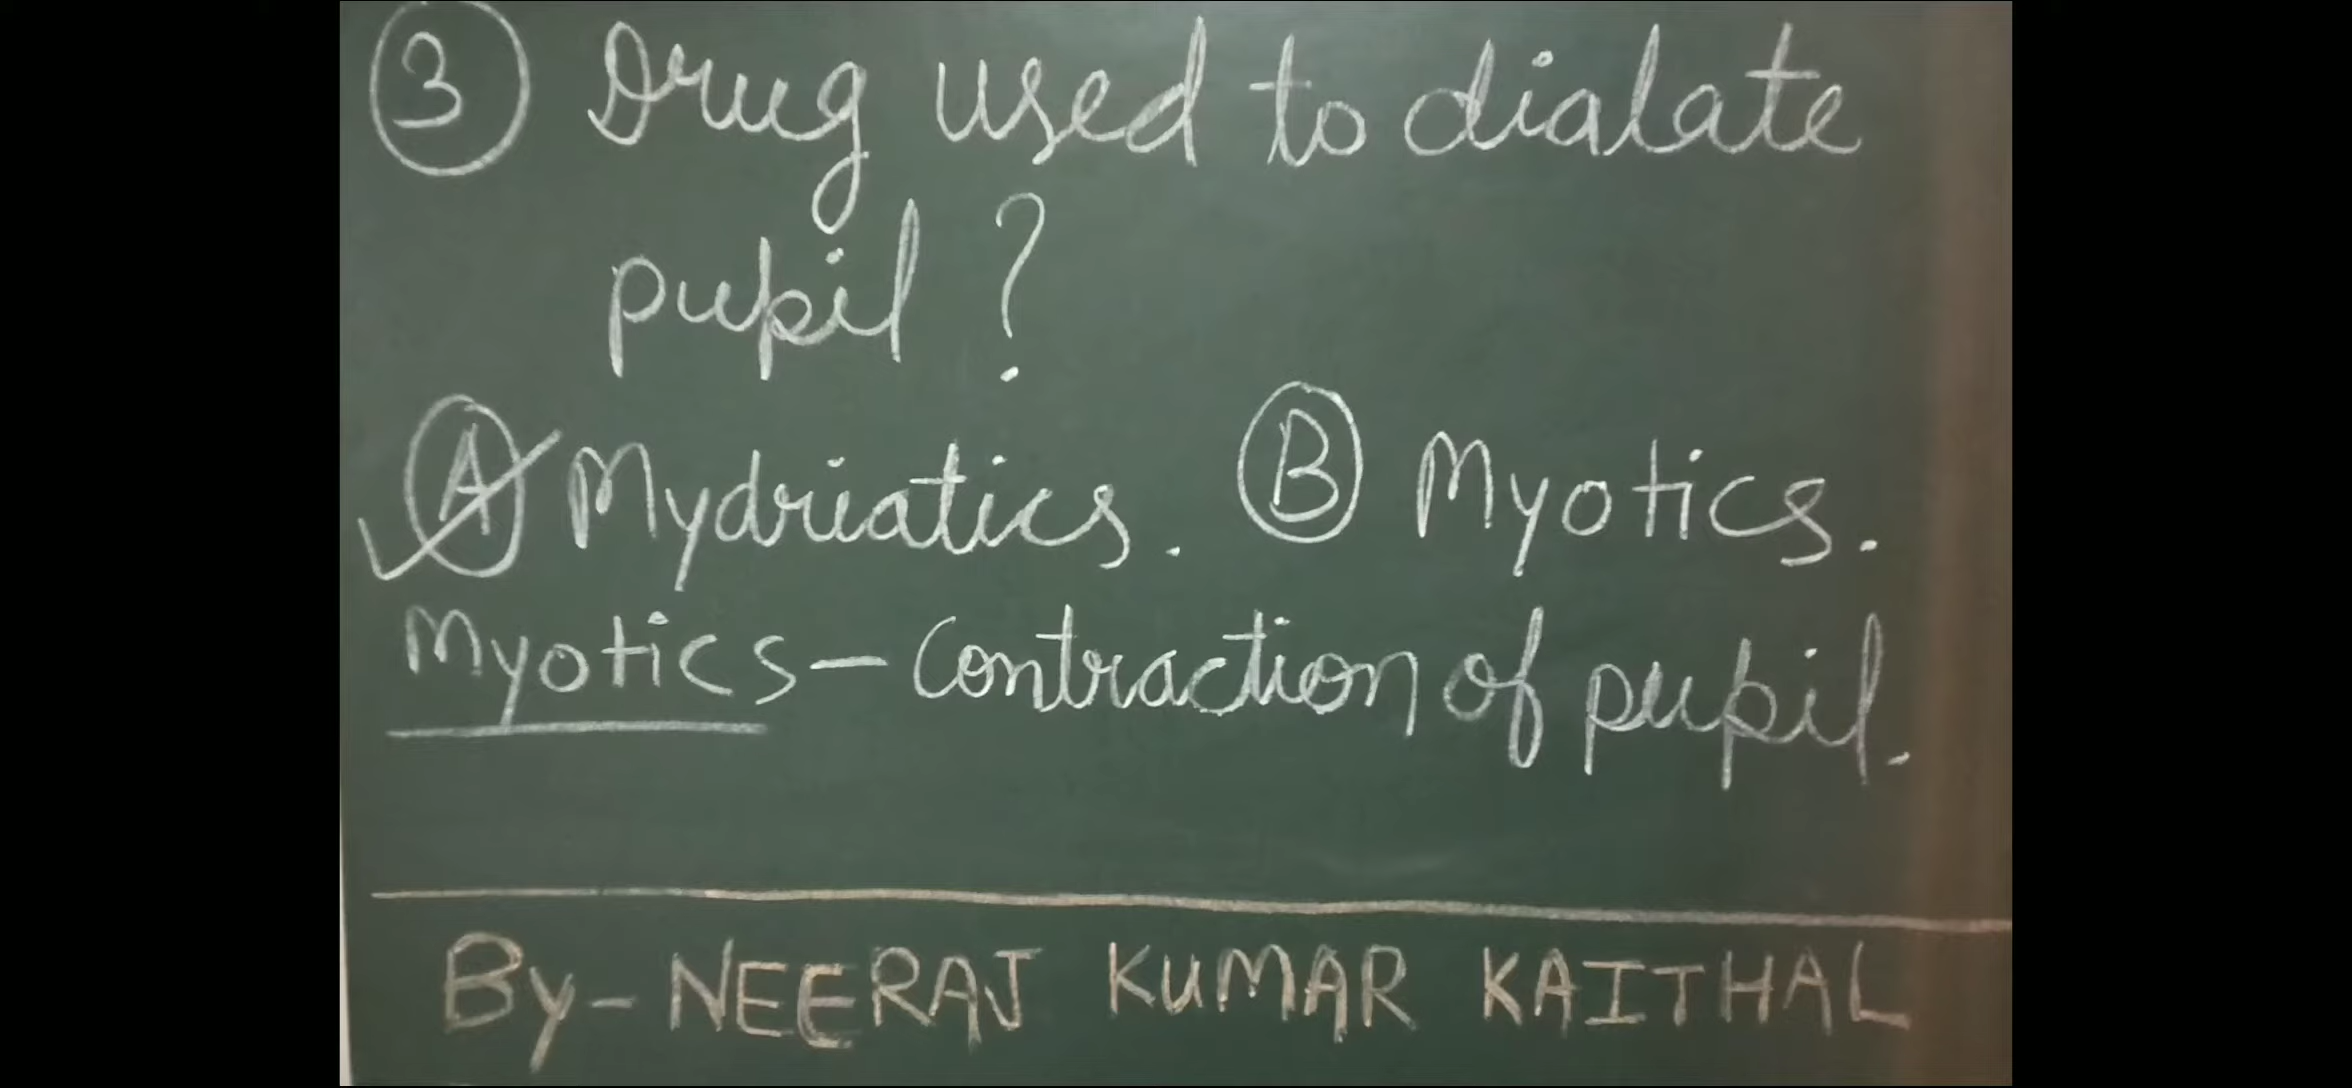 3 Drug used to dialate
pupil ?
A Mydriatics. B Myotics.
Myotics - Contraction of pupil.
By - NEERAJ KUMAR KAITHAL